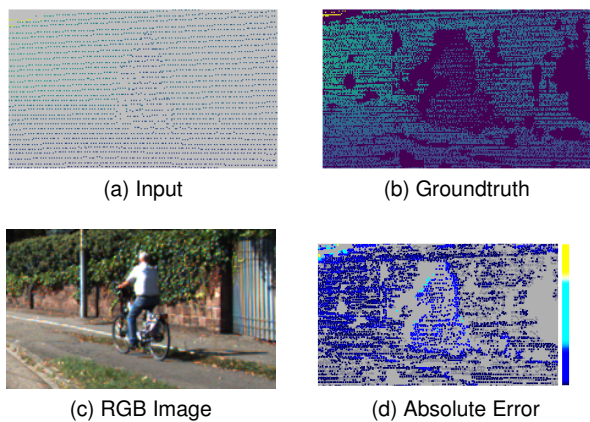 (a) Input
(b) Groundtruth
(c) RGB Image
(d) Absolute Error